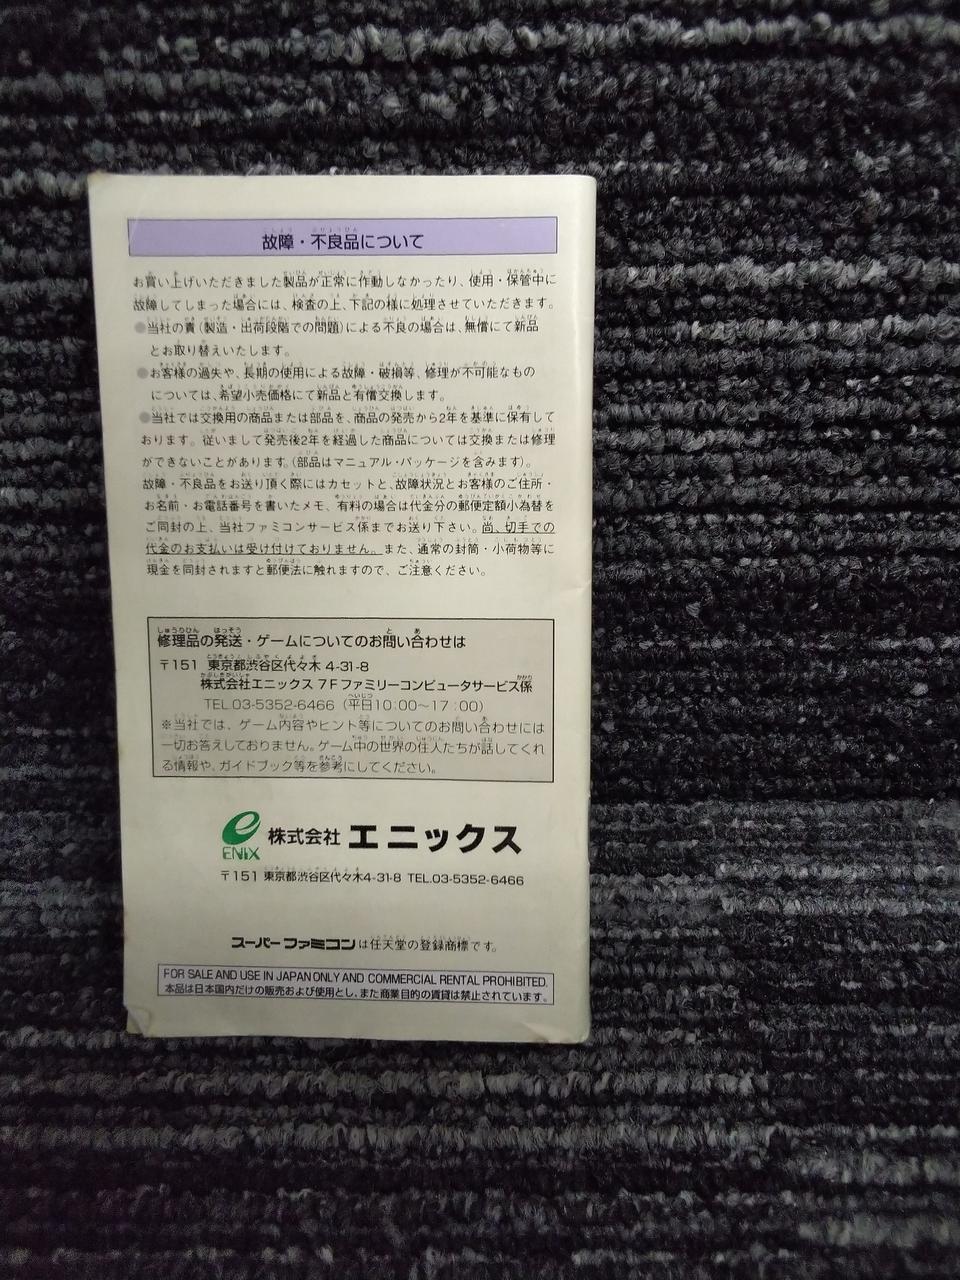 故障・不良品について
お買い上げいただきました製品が正常に作動しなかったり、使用・保管中に
故障してしまった場合には、検査の上、下記の様に処理させていただきます。
●当社の責(製造・出荷段階での問題)による不良の場合は、無償にて新品
とお取り替えいたします。
●お客様の過失や、長期の使用による故障・破損等、修理が不可能なもの
については、希望小売価格にて新品と有償交換します。
●当社では交換用の商品または部品を、商品の発売から2年を基準に保有して
おります。従いまして発売後2年を経過した商品については交換または修理
ができないことがあります。(部品はマニュアル・パッケージを含みます)。
故障・不良品をお送り頂く際にはカセットと、故障状況とお客様のご住所・
お名前・お電話番号を書いたメモ、有料の場合は代金分の郵便定額小為替を
ご同封の上、当社ファミコンサービス係までお送り下さい。尚、切手での
代金のお支払いは受け付けておりません。また、通常の封筒・小荷物等に
現金を同封されますと郵便法に触れますので、ご注意ください。
修理品の発送・ゲームについてのお問い合わせは
〒151 東京都渋谷区代々木 4-31-8
株式会社エニックス 7F ファミリーコンピュータサービス係
TEL.03-5352-6466 (平日10:00〜17:00)
※当社では、ゲーム内容やヒント等についてのお問い合わせには
一切お答えしておりません。ゲーム中の世界の住人たちが話してくれ
る情報や、ガイドブック等を参考にしてください。
ENIX 株式会社 エニックス
〒151 東京都渋谷区代々木4-31-8 TEL.03-5352-6466
スーパーファミコンは任天堂の登録商標です。
FOR SALE AND USE IN JAPAN ONLY AND COMMERCIAL RENTAL PROHIBITED.
本品は日本国内だけの販売および使用とし、また商業目的の賃貸は禁止されています。